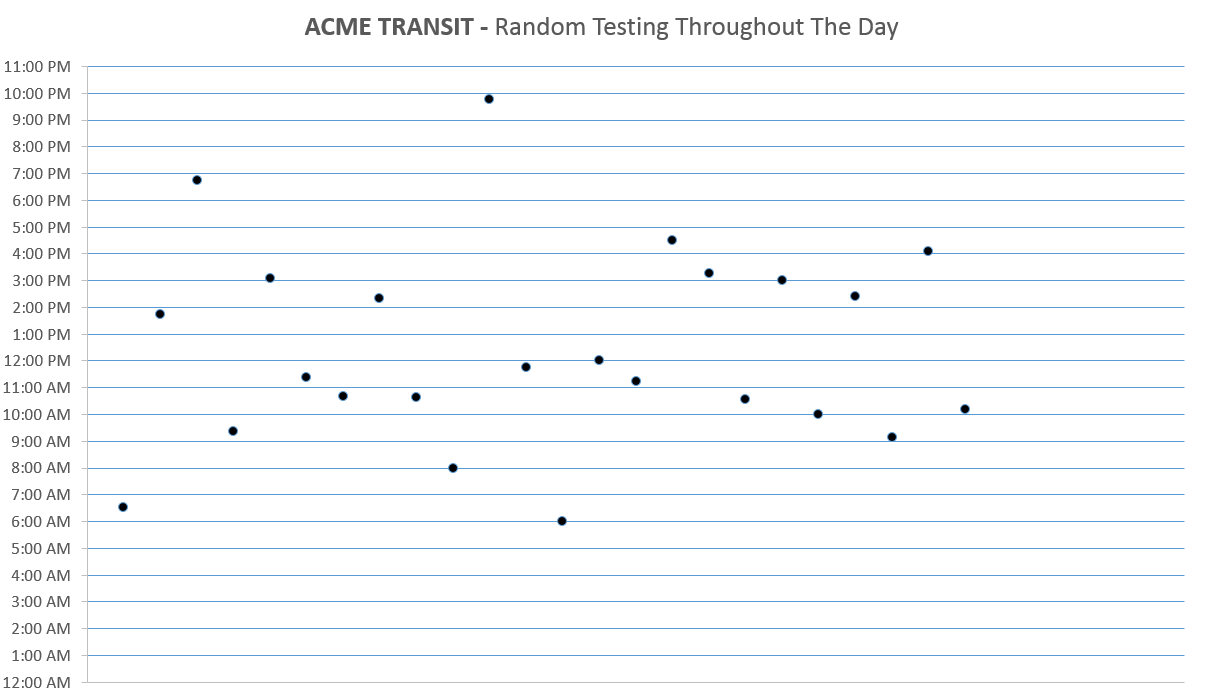 ACME TRANSIT - Random Testing Throughout The Day
11:00 PM
10:00 PM
9:00 PM
8:00 PM
7:00 PM
6:00 PM
5:00 PM
4:00 PM
3:00 PM
2:00 PM
1:00 PM
12:00 PM
11:00 AM
10:00 AM
9:00 AM
8:00 AM
7:00 AM
6:00 AM
5:00 AM
4:00 AM
3:00 AM
2:00 AM
1:00 AM
12:00 AM